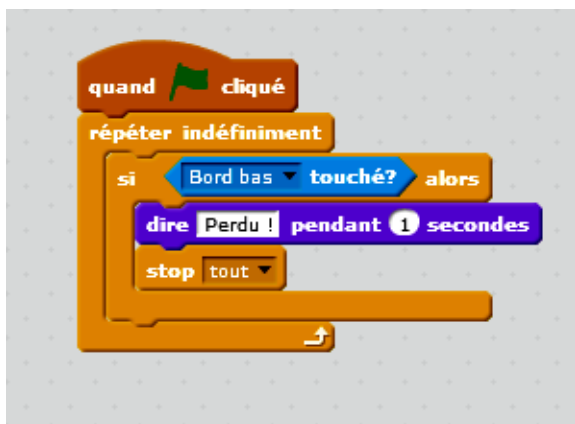 quand cliqué
répéter indéfiniment
si Bord bas touché? alors
dire Perdu ! pendant 1 secondes
stop tout